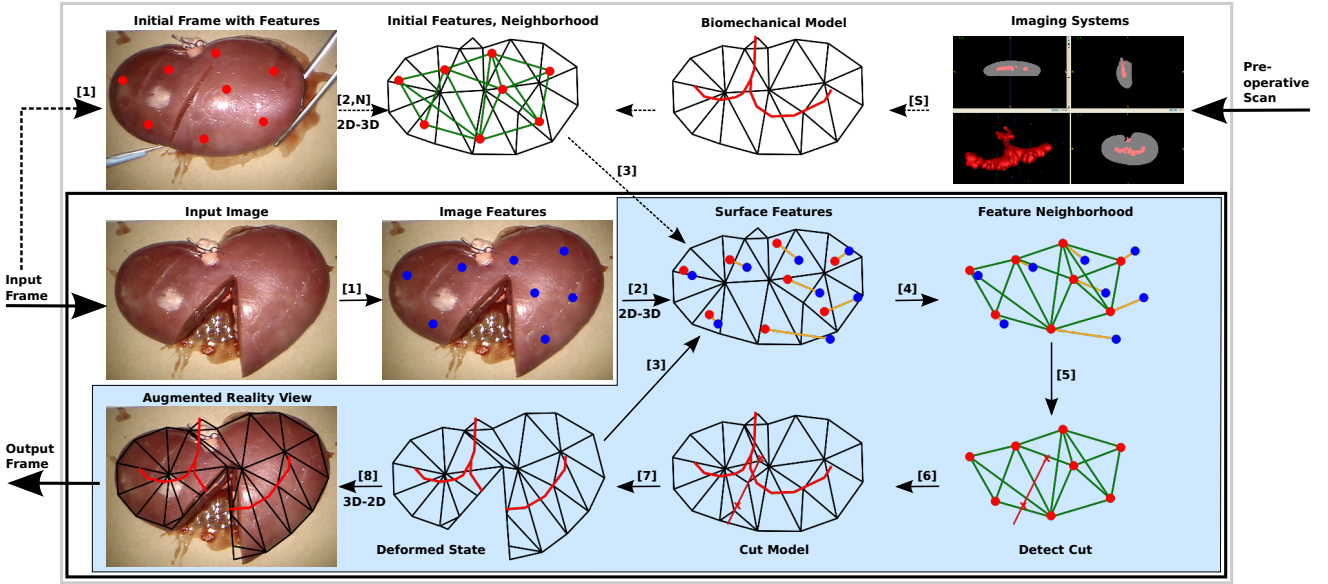 Initial Frame with Features
Initial Features, Neighborhood
Biomechanical Model
Imaging Systems
[1]
[2,N]
2D-3D
[S]
Pre-
operative
Scan
[3]
Input Image
Image Features
Surface Features
Feature Neighborhood
Input
Frame
[1]
[2]
2D-3D
[4]
[3]
[5]
Augmented Reality View
Output
Frame
[8]
3D-2D
[7]
[6]
Deformed State
Cut Model
Detect Cut